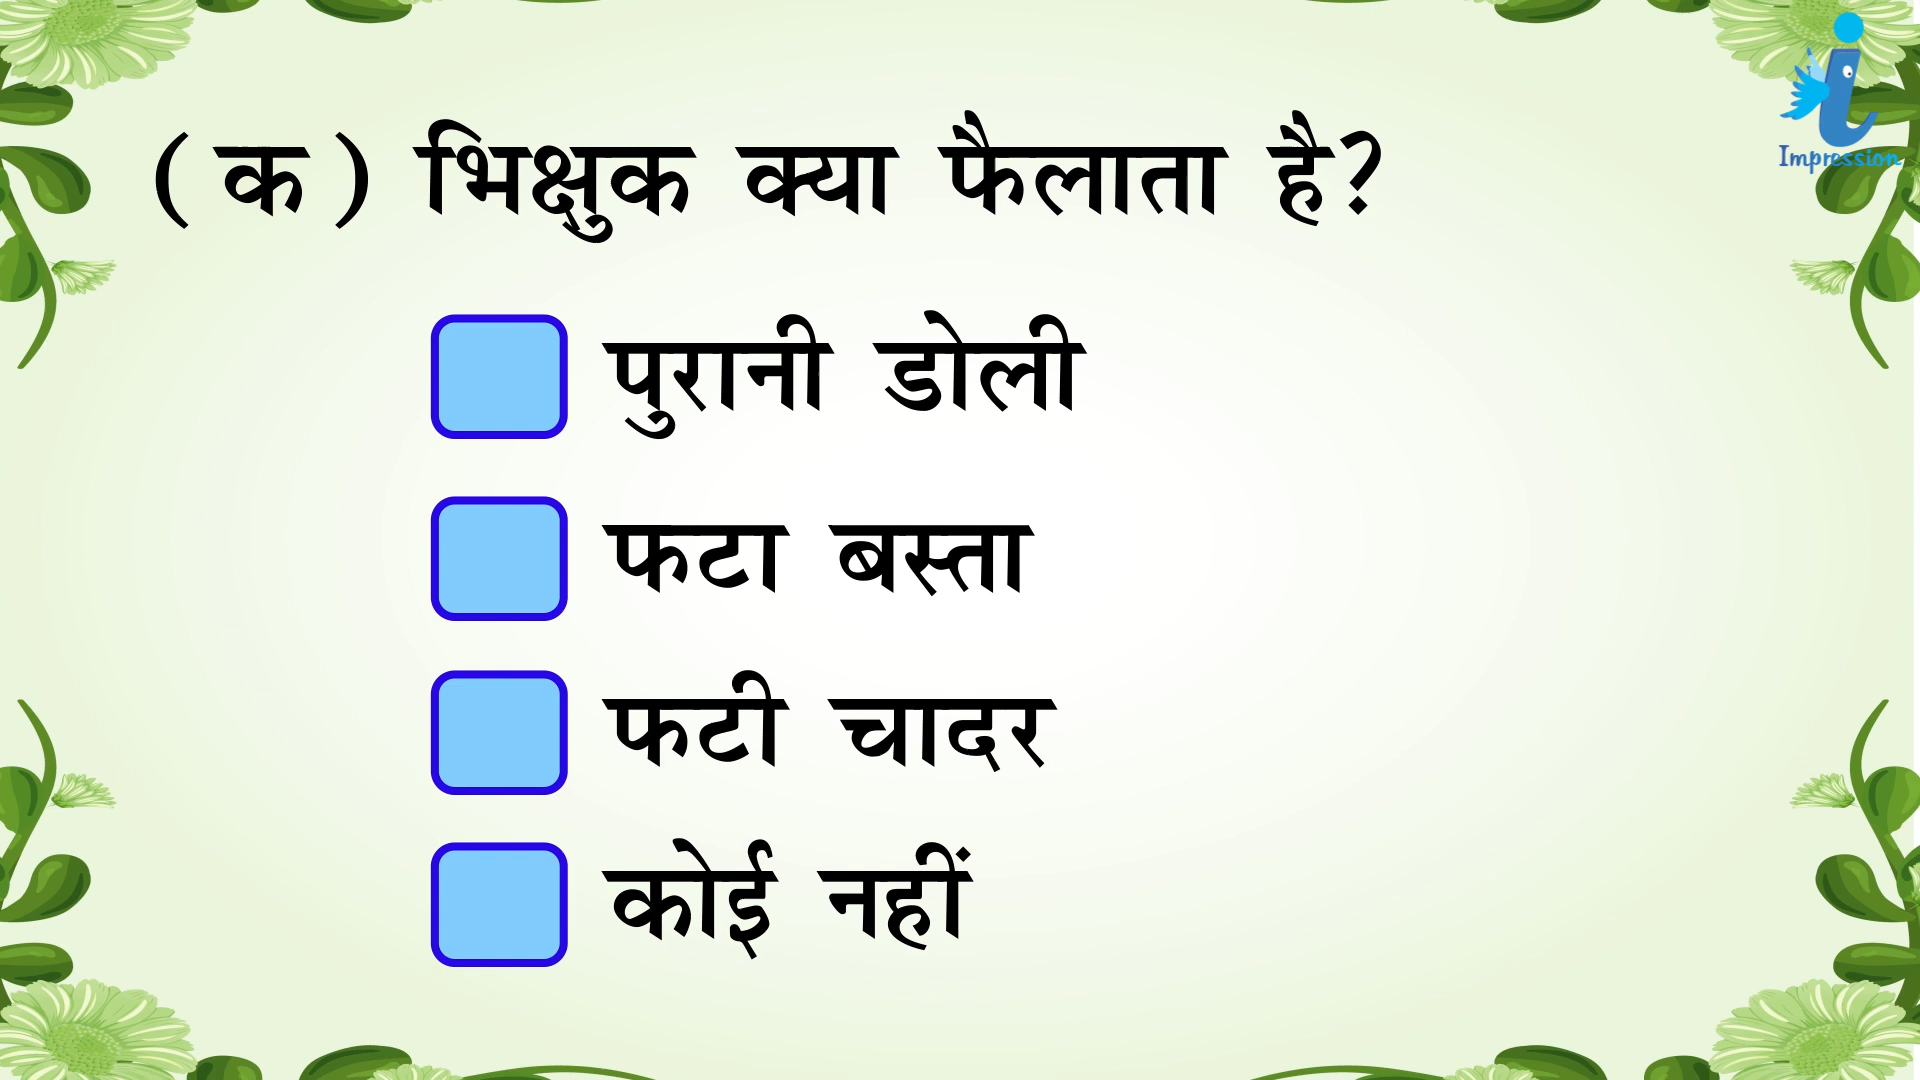 (क) भिक्षुक क्या फैलाता है?
Impression
पुरानी डोली
फटा बस्ता
फटी चादर
कोई नहीं